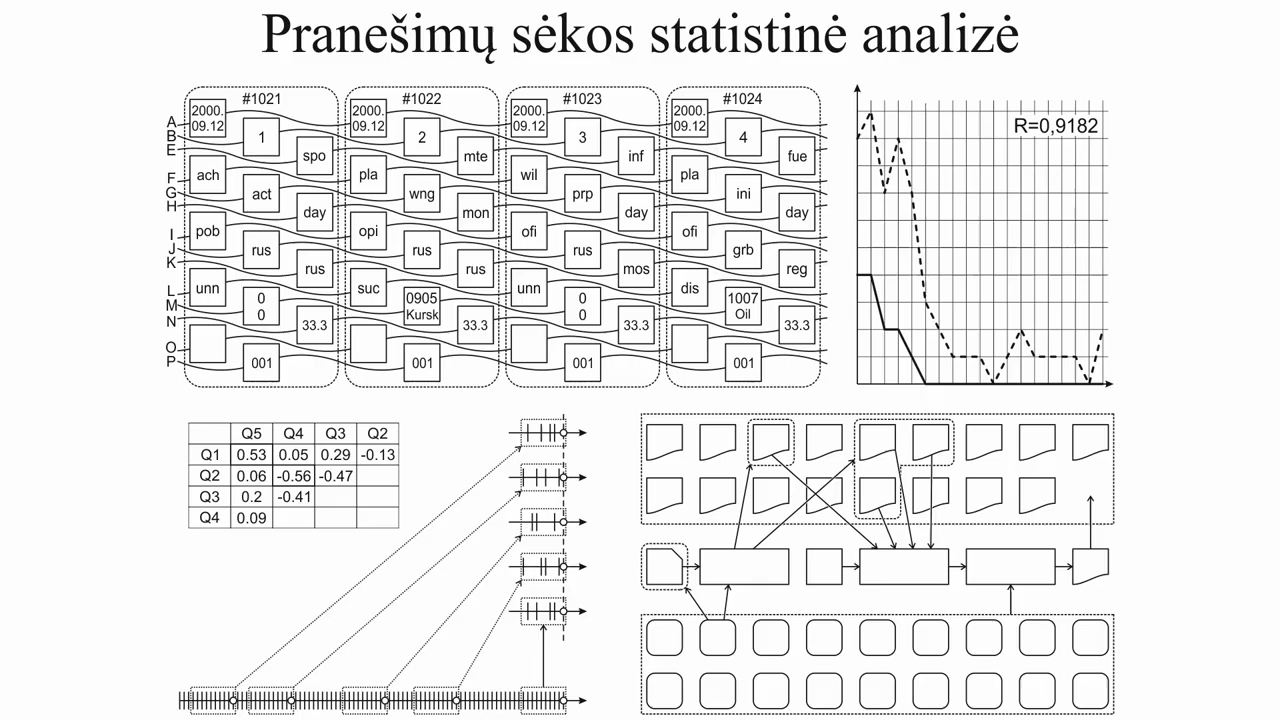 Pranešimų sėkos statistinė analizė
#1021 #1022 #1023 #1024
2000. 2000. 2000. 2000.
09.12 09.12 09.12 09.12
A
B
E
F
G
H
I
J
K
L
M
N
O
P
1 2 3 4
spo mte inf fue
ach pla wil pla
act wng prp ini
day mon day day
pob opi ofi ofi
rus rus rus grb
rus rus mos reg
unn suc unn dis
0 0905 0 1007
0 Kursk 0 Oil
33.3 33.3 33.3 33.3
001 001 001 001
R=0,9182
Q5 Q4 Q3 Q2
Q1 0.53 0.05 0.29 -0.13
Q2 0.06 -0.56 -0.47
Q3 0.2 -0.41
Q4 0.09